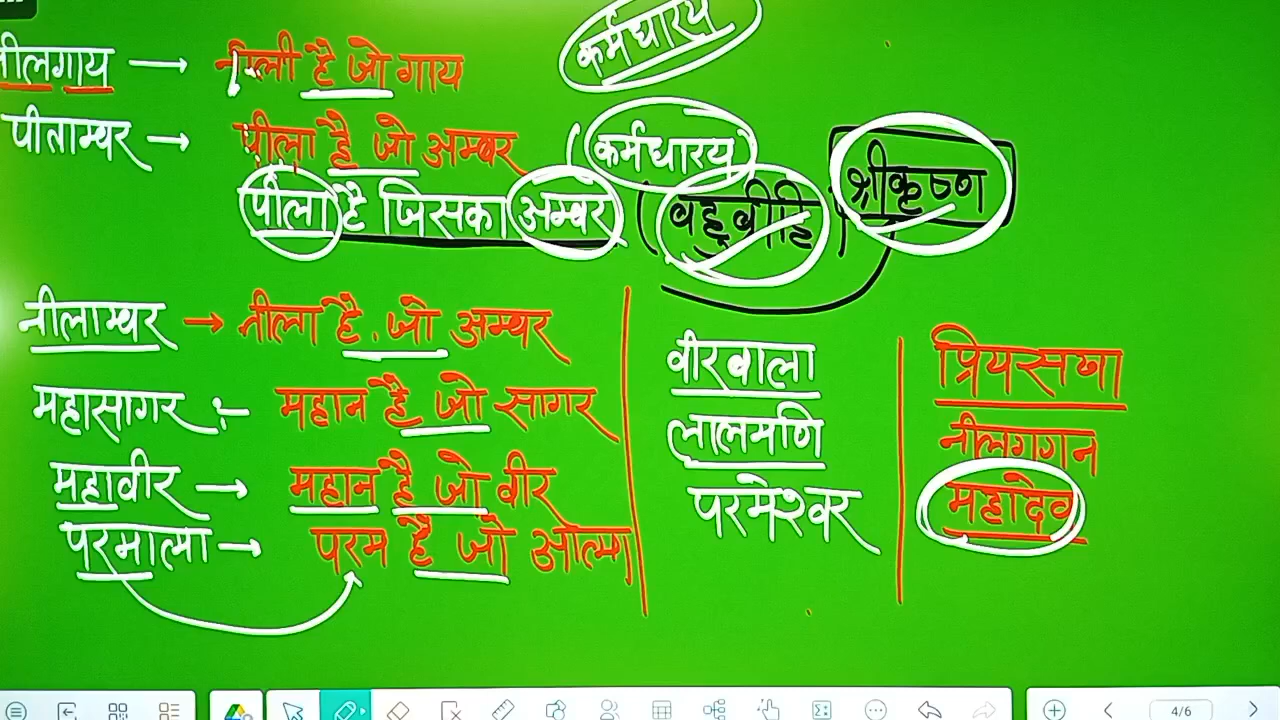 नीलगाय → नीली है जो गाय
कर्मधारय
पीताम्बर → पीला है जो अम्बर (कर्मधारय)
पीला है जिसका अम्बर (बहुव्रीहि) श्रीकृष्ण
नीलाम्बर → नीला है जो अम्बर
महासागर :- महान है जो सागर
महावीर → महान है जो वीर
परमात्मा → परम है जो आत्मा
वीरबाला
लालमणि
परमेश्वर
प्रियसखा
नीलगगन
महादेव
4/6